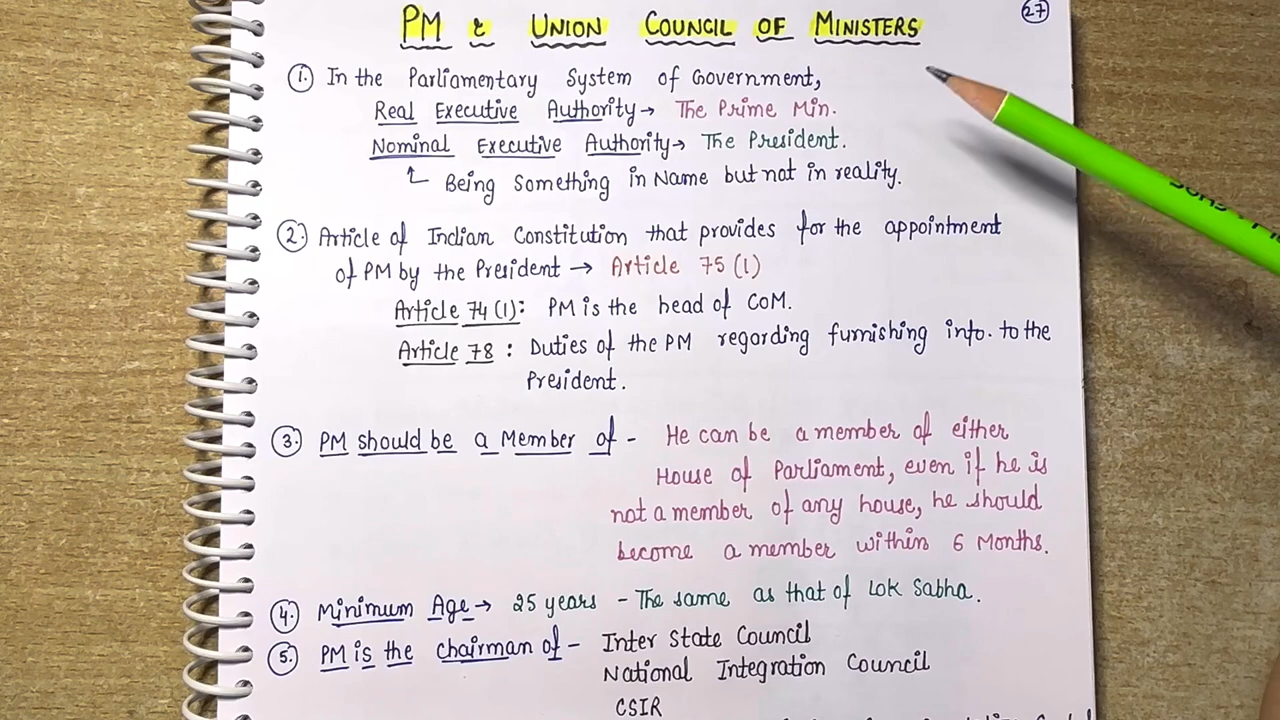 27
PM & UNION COUNCIL OF MINISTERS
1. In the Parliamentary System of Government,
Real Executive Authority → The Prime Min.
Nominal Executive Authority → The President.
Being Something in Name but not in reality.
2. Article of Indian Constitution that provides for the appointment
of PM by the President → Article 75 (1)
Article 74 (1): PM is the head of COM.
Article 78 : Duties of the PM regarding furnishing info. to the
President.
3. PM should be a Member of - He can be a member of either
House of Parliament, even if he is
not a member of any house, he should
become a member within 6 Months.
4. Minimum Age → 25 years - The same as that of Lok Sabha.
5. PM is the chairman of - Inter State Council
National Integration Council
CSIR